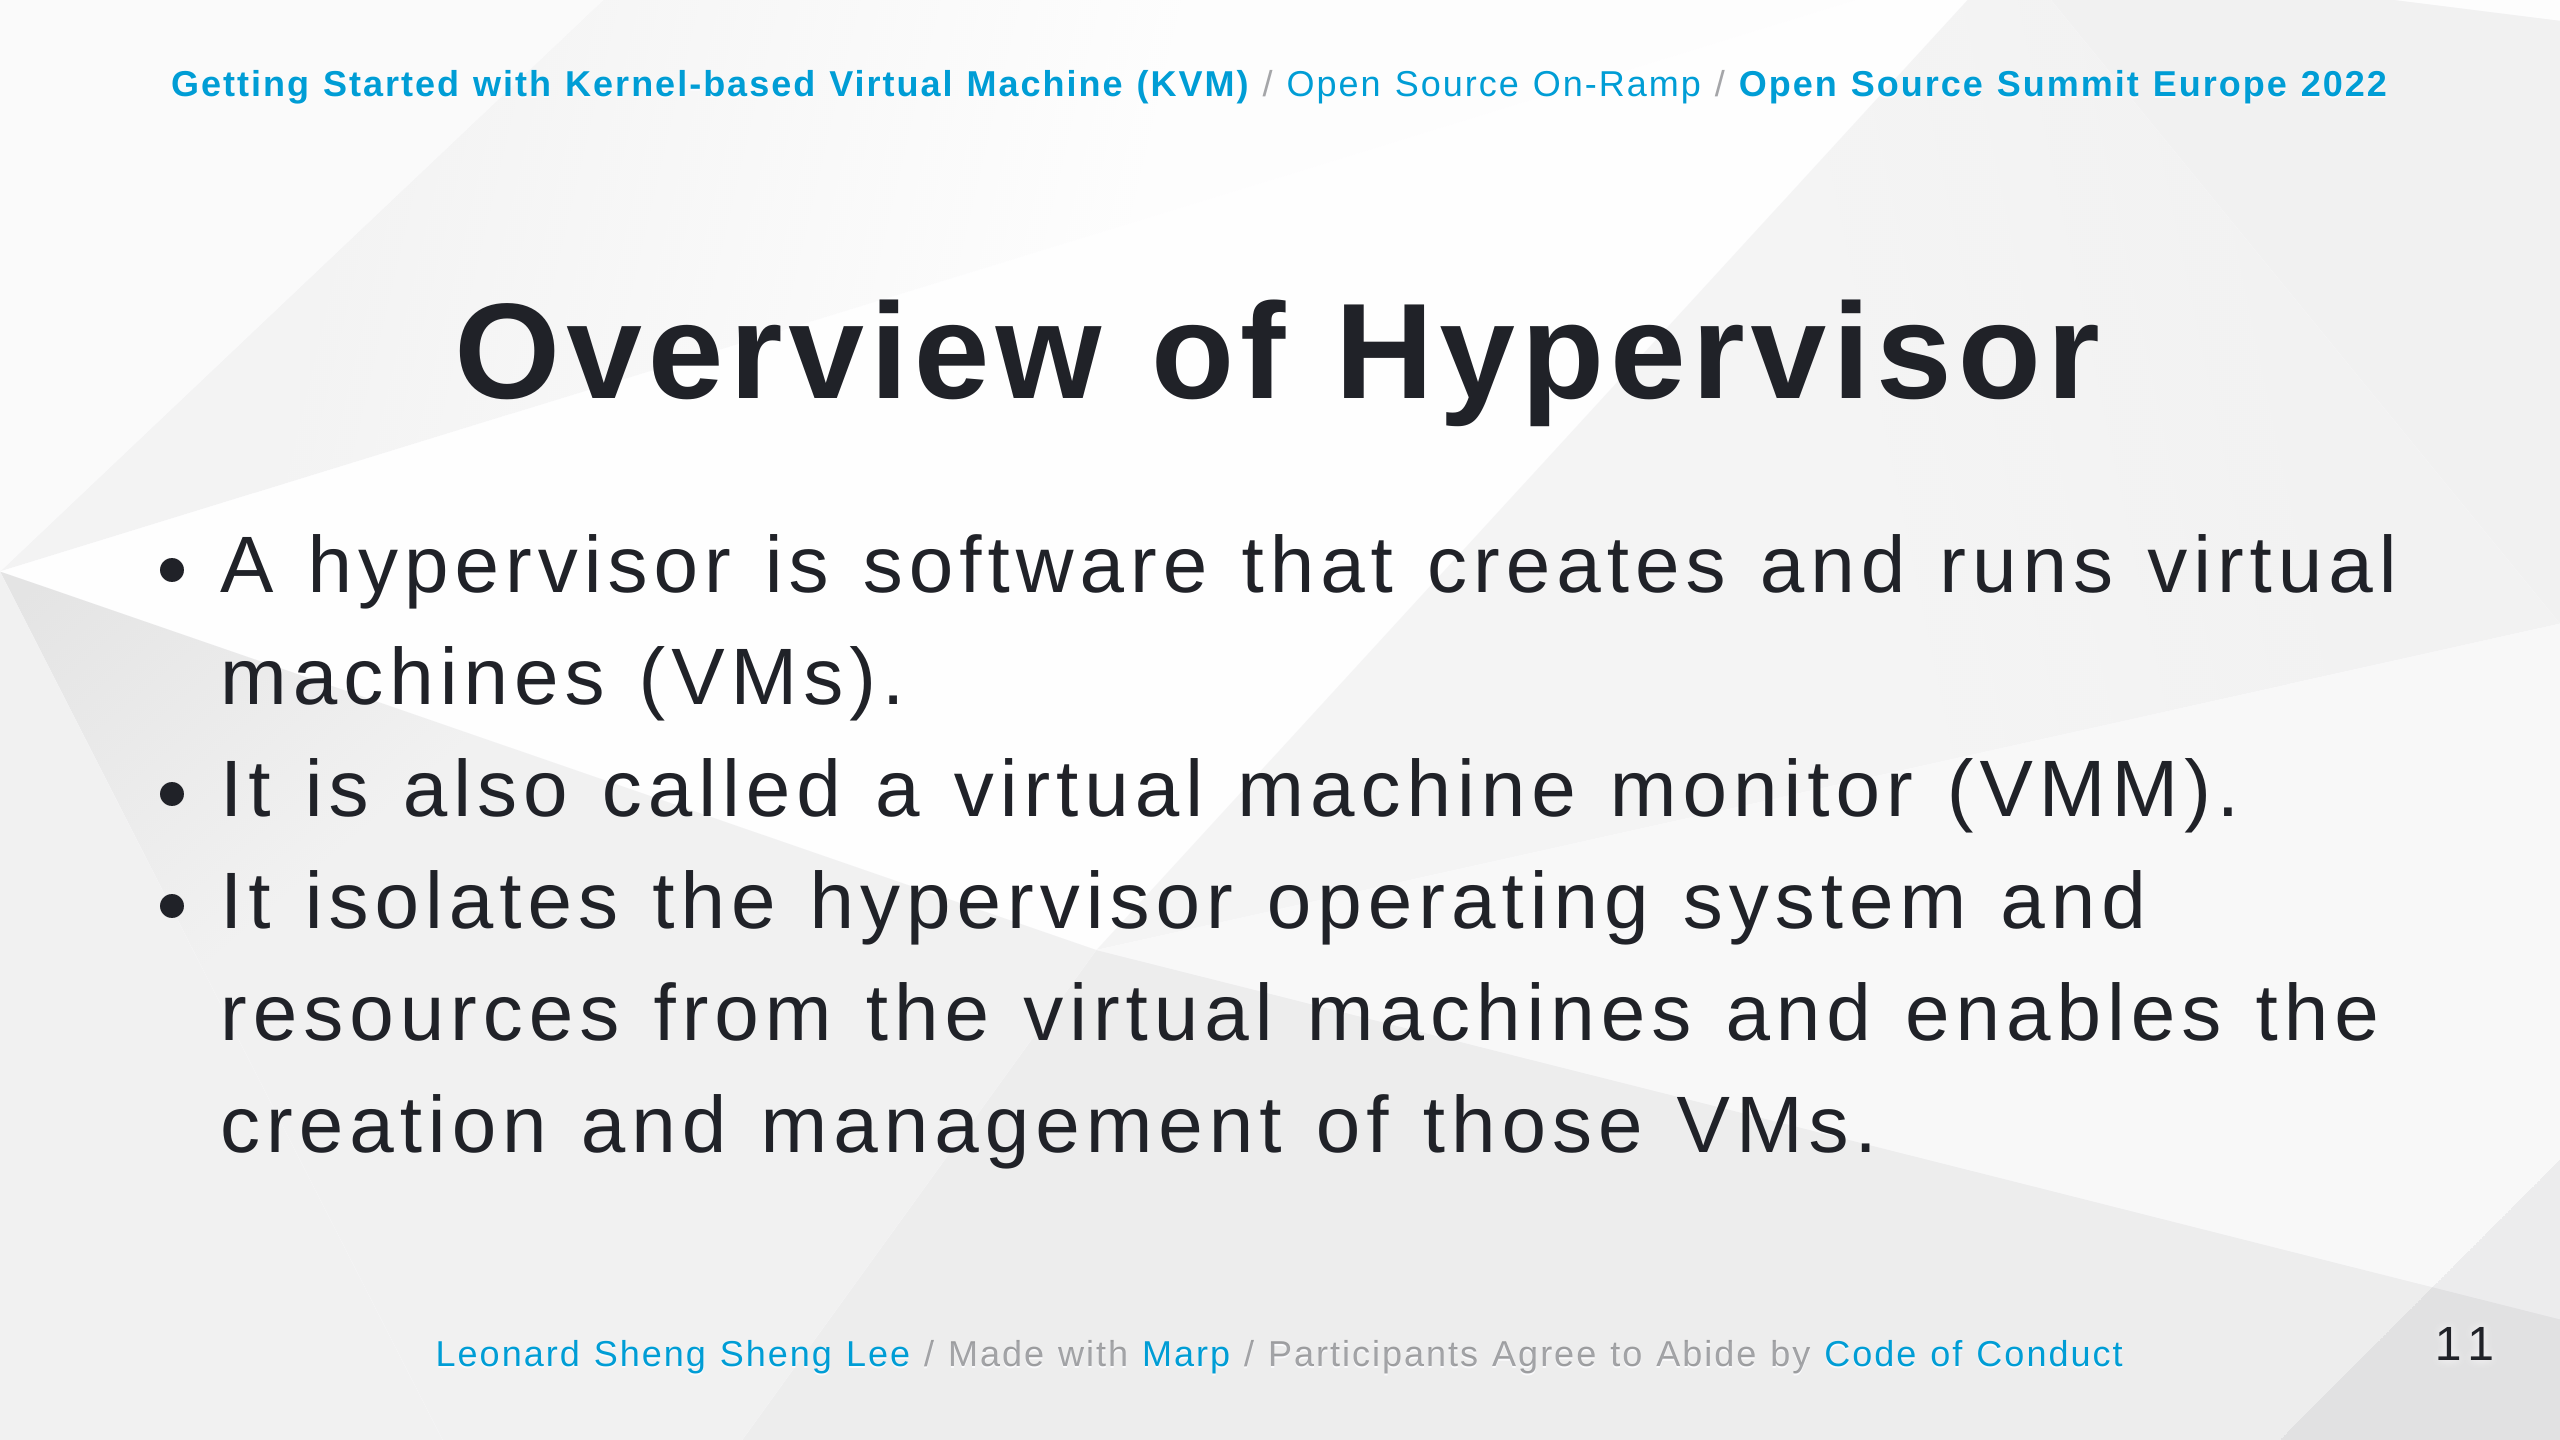 Getting Started with Kernel-based Virtual Machine (KVM) / Open Source On-Ramp / Open Source Summit Europe 2022
Overview of Hypervisor
• A hypervisor is software that creates and runs virtual
machines (VMs).
• It is also called a virtual machine monitor (VMM).
• It isolates the hypervisor operating system and
resources from the virtual machines and enables the
creation and management of those VMs.
Leonard Sheng Sheng Lee / Made with Marp / Participants Agree to Abide by Code of Conduct
11